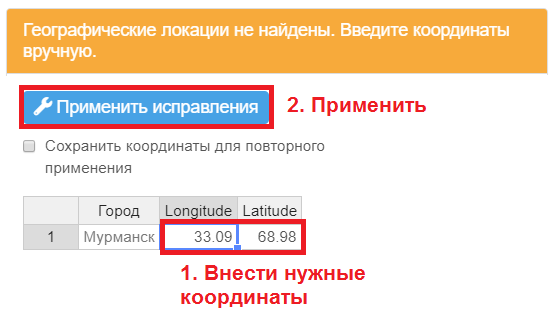 Географические локации не найдены. Введите координаты
вручную.
Применить исправления
2. Применить
Сохранить координаты для повторного
применения
Город Longitude Latitude
1 Мурманск 33.09 68.98
1. Внести нужные
координаты